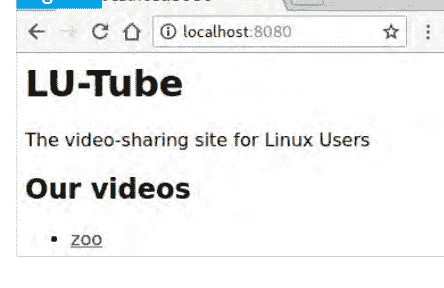 localhost:8080
LU-Tube
The video-sharing site for Linux Users
Our videos
• zoo